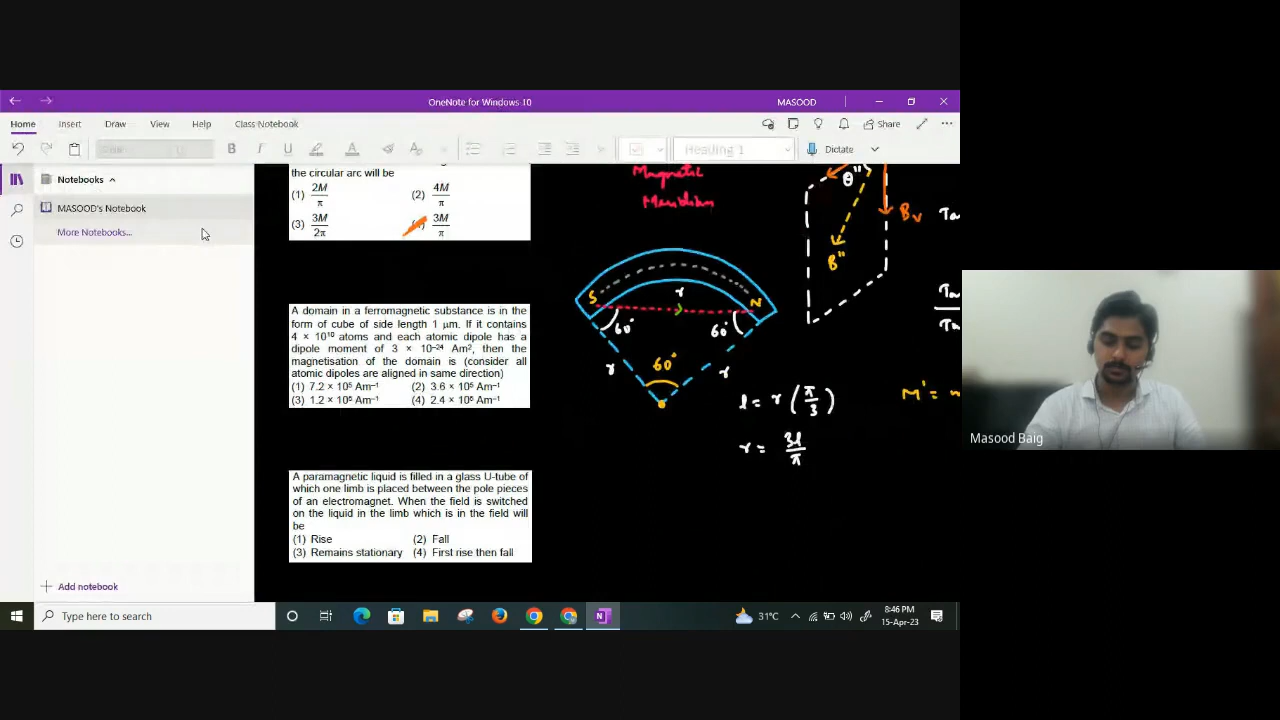 OneNote for Windows 10
MASOOD
Home
Insert
Draw
View
Help
Class Notebook
Share
Heading 1
Dictate
Notebooks
MASOOD's Notebook
More Notebooks...
Add notebook
the circular arc will be
(1) 2M/π (2) 4M/π
(3) 3M/2π 3M/π
A domain in a ferromagnetic substance is in the
form of cube of side length 1 μm. If it contains
4 × 10¹⁰ atoms and each atomic dipole has a
dipole moment of 3 × 10⁻²⁴ Am², then the
magnetisation of the domain is (consider all
atomic dipoles are aligned in same direction)
(1) 7.2 × 10⁵ Am⁻¹ (2) 3.6 × 10⁵ Am⁻¹
(3) 1.2 × 10⁵ Am⁻¹ (4) 2.4 × 10⁵ Am⁻¹
A paramagnetic liquid is filled in a glass U-tube of
which one limb is placed between the pole pieces
of an electromagnet. When the field is switched
on the liquid in the limb which is in the field will
be
(1) Rise (2) Fall
(3) Remains stationary (4) First rise then fall
Magnetic
Meridian
S
r
N
60°
60°
60°
r
r
l = r (π/3)
r = 3l/π
θ"
Bv
B"
Ta
Ta
Ta
M' = m
Masood Baig
Type here to search
31°C
8:46 PM
15-Apr-23